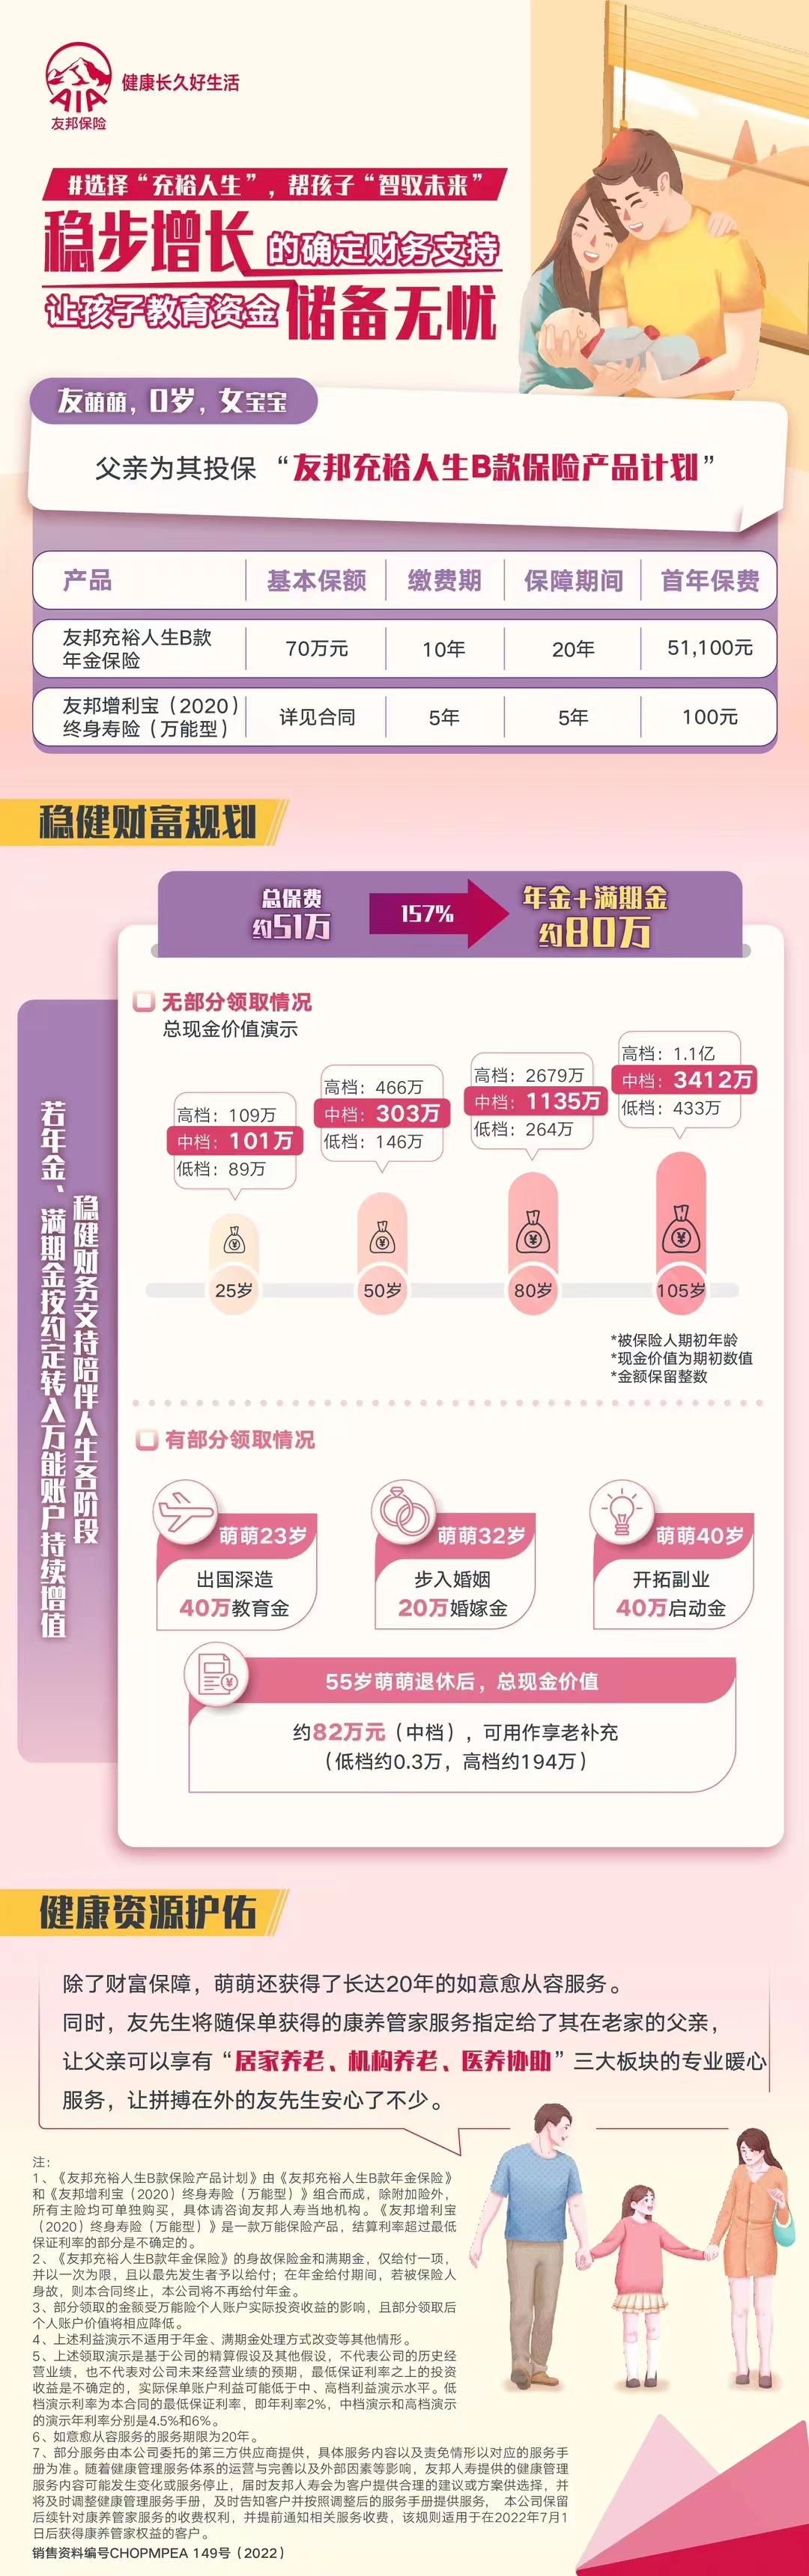 AIA
友邦保险
健康长久好生活
#选择“充裕人生”，帮孩子“智驭未来”
稳步增长的确定财务支持
让孩子教育资金储备无忧
友萌萌，0岁，女宝宝
父亲为其投保“友邦充裕人生B款保险产品计划”
产品 基本保额 缴费期 保障期间 首年保费
友邦充裕人生B款
年金保险
70万元 10年 20年 51,100元
友邦增利宝（2020）
终身寿险（万能型）
详见合同 5年 5年 100元
稳健财富规划
总保费
约51万
157%
年金+满期金
约80万
若年金、满期金按约定转入万能账户持续增值
稳健财务支持陪伴人生各阶段
无部分领取情况
总现金价值演示
高档：109万
中档：101万
低档：89万
25岁
高档：466万
中档：303万
低档：146万
50岁
高档：2679万
中档：1135万
低档：264万
80岁
高档：1.1亿
中档：3412万
低档：433万
105岁
*被保险人期初年龄
*现金价值为期初数值
*金额保留整数
有部分领取情况
萌萌23岁
出国深造
40万教育金
萌萌32岁
步入婚姻
20万婚嫁金
萌萌40岁
开拓副业
40万启动金
55岁萌萌退休后，总现金价值
约82万元（中档），可用作享老补充
（低档约0.3万，高档约194万）
健康资源护佑
除了财富保障，萌萌还获得了长达20年的如意愈从容服务。
同时，友先生将随保单获得的康养管家服务指定给了其在老家的父亲，
让父亲可以享有“居家养老、机构养老、医养协助”三大板块的专业暖心
服务，让拼搏在外的友先生安心了不少。
注：
1、《友邦充裕人生B款保险产品计划》由《友邦充裕人生B款年金保险》
和《友邦增利宝（2020）终身寿险（万能型）》组合而成，除附加险外，
所有主险均可单独购买，具体请咨询友邦人寿当地机构。《友邦增利宝
（2020）终身寿险（万能型）》是一款万能保险产品，结算利率超过最低
保证利率的部分是不确定的。
2、《友邦充裕人生B款年金保险》的身故保险金和满期金，仅给付一项，
并以一次为限，且以最先发生者予以给付；在年金给付期间，若被保险人
身故，则本合同终止，本公司将不再给付年金。
3、部分领取的金额受万能险个人账户实际投资收益的影响，且部分领取后
个人账户价值将相应降低。
4、上述利益演示不适用于年金、满期金处理方式改变等其他情形。
5、上述领取演示是基于公司的精算假设及其他假设，不代表公司的历史经
营业绩，也不代表对公司未来经营业绩的预期，最低保证利率之上的投资
收益是不确定的，实际保单账户利益可能低于中、高档利益演示水平。低
档演示利率为本合同的最低保证利率，即年利率2%，中档演示和高档演示
的演示年利率分别是4.5%和6%。
6、如意愈从容服务的服务期限为20年。
7、部分服务由本公司委托的第三方供应商提供，具体服务内容以及责免情形以对应的服务手
册为准。随着健康管理服务体系的运营与完善以及外部因素等影响，友邦人寿提供的健康管理
服务内容可能发生变化或服务停止，届时友邦人寿会为客户提供合理的建议或方案供选择，并
将及时调整健康管理服务手册，及时告知客户并按照调整后的服务手册提供服务， 本公司保留
后续针对康养管家服务的收费权利，并提前通知相关服务收费，该规则适用于在2022年7月1
日后获得康养管家权益的客户。
销售资料编号CHOPMPEA 149号（2022）